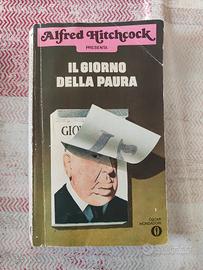 Alfred Hitchcock
PRESENTA
IL GIORNO
DELLA PAURA
GIO
OSCAR
MONDADORI